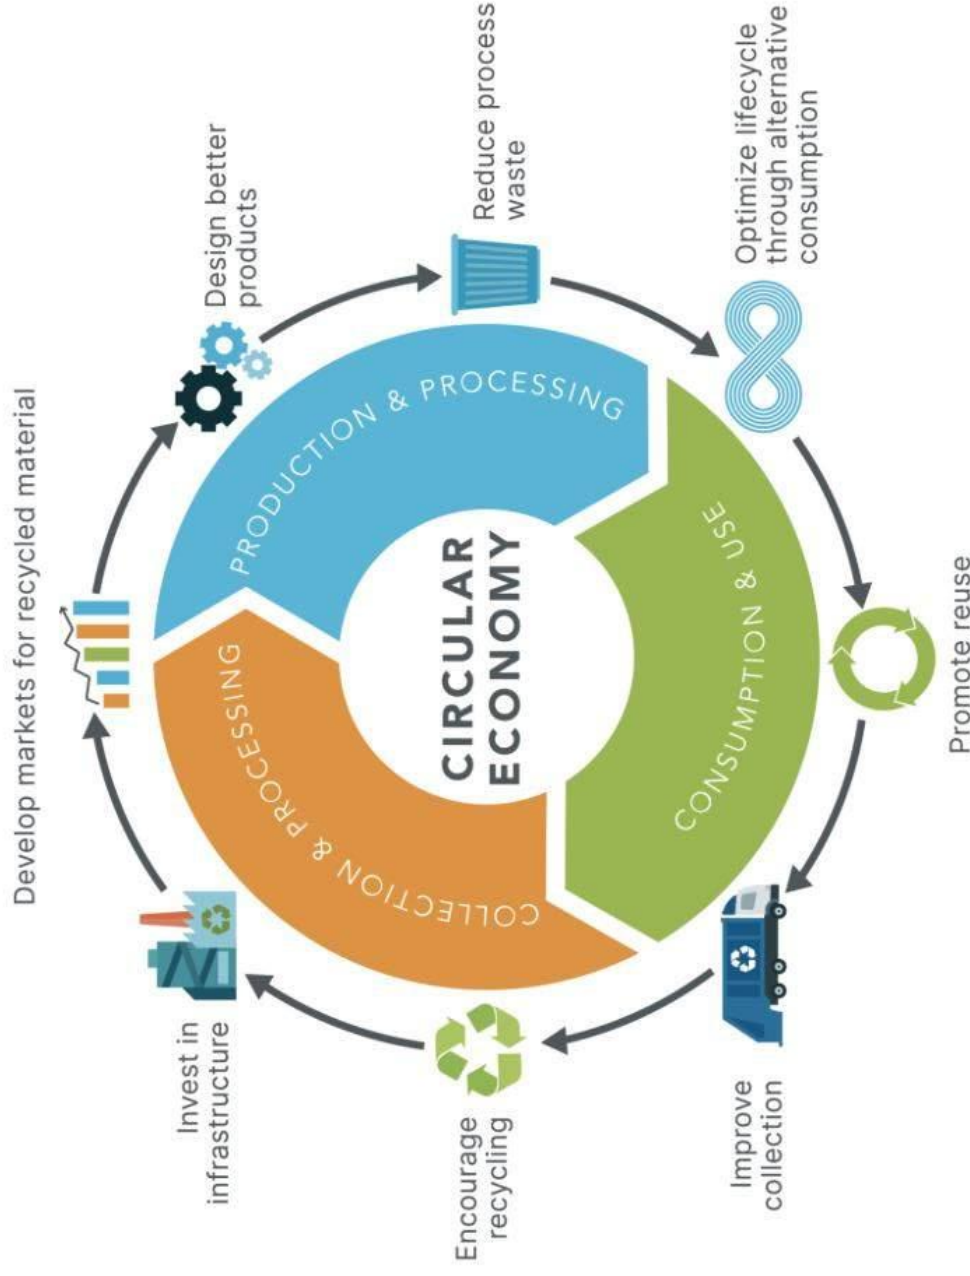 Develop markets for recycled material
Design better
products
Reduce process
waste
Optimize lifecycle
through alternative
consumption
Promote reuse
Improve
collection
Encourage
recycling
Invest in
infrastructure
PRODUCTION & PROCESSING
CONSUMPTION & USE
COLLECTION & PROCESSING
CIRCULAR
ECONOMY